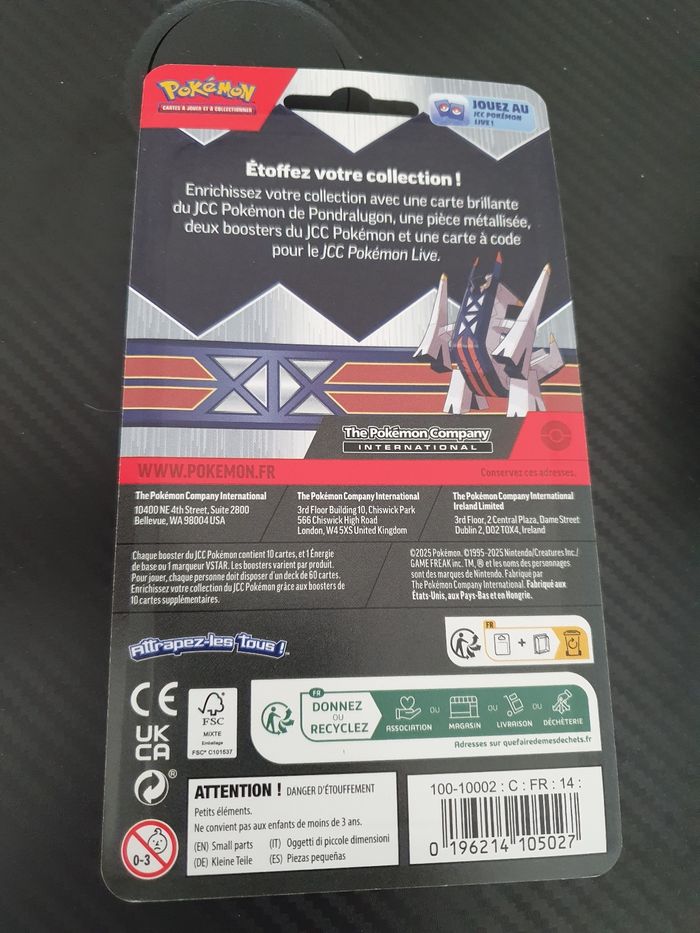 POKéMON
CARTES À JOUER ET À COLLECTIONNER
JOUEZ AU
JCC POKÉMON
LIVE !
Étoffez votre collection !
Enrichissez votre collection avec une carte brillante
du JCC Pokémon de Pondralugon, une pièce métallisée,
deux boosters du JCC Pokémon et une carte à code
pour le JCC Pokémon Live.
The Pokémon Company
INTERNATIONAL
WWW.POKEMON.FR
Conservez ces adresses.
The Pokémon Company International
10400 NE 4th Street, Suite 2800
Bellevue, WA 98004 USA
The Pokémon Company International
3rd Floor Building 10, Chiswick Park
566 Chiswick High Road
London, W4 5XS United Kingdom
The Pokémon Company International
Ireland Limited
3rd Floor, 2 Central Plaza, Dame Street
Dublin 2, D02 T0X4, Ireland
Chaque booster du JCC Pokémon contient 10 cartes, et 1 Énergie
de base ou 1 marqueur VSTAR. Les boosters varient par produit.
Pour jouer, chaque personne doit disposer d'un deck de 60 cartes.
Enrichissez votre collection du JCC Pokémon grâce aux boosters de
10 cartes supplémentaires.
©2025 Pokémon. ©1995-2025 Nintendo/Creatures Inc./
GAME FREAK inc. TM, ® et les noms des personnages
sont des marques de Nintendo. Fabriqué par
The Pokémon Company International. Fabriqué aux
États-Unis, aux Pays-Bas et en Hongrie.
Attrapez-les Tous !™
FR
+
CE
FSC
MIXTE
Emballage
FSC® C101537
UK
CA
®
FR
DONNEZ
OU
RECYCLEZ
ASSOCIATION
OU
MAGASIN
OU
LIVRAISON
OU
DÉCHÈTERIE
Adresses sur quefairedemesdechets.fr
0-3
ATTENTION ! DANGER D'ÉTOUFFEMENT
Petits éléments.
Ne convient pas aux enfants de moins de 3 ans.
(EN) Small parts (IT) Oggetti di piccole dimensioni
(DE) Kleine Teile (ES) Piezas pequeñas
100-10002 : C : FR : 14 :
0 196214 105027